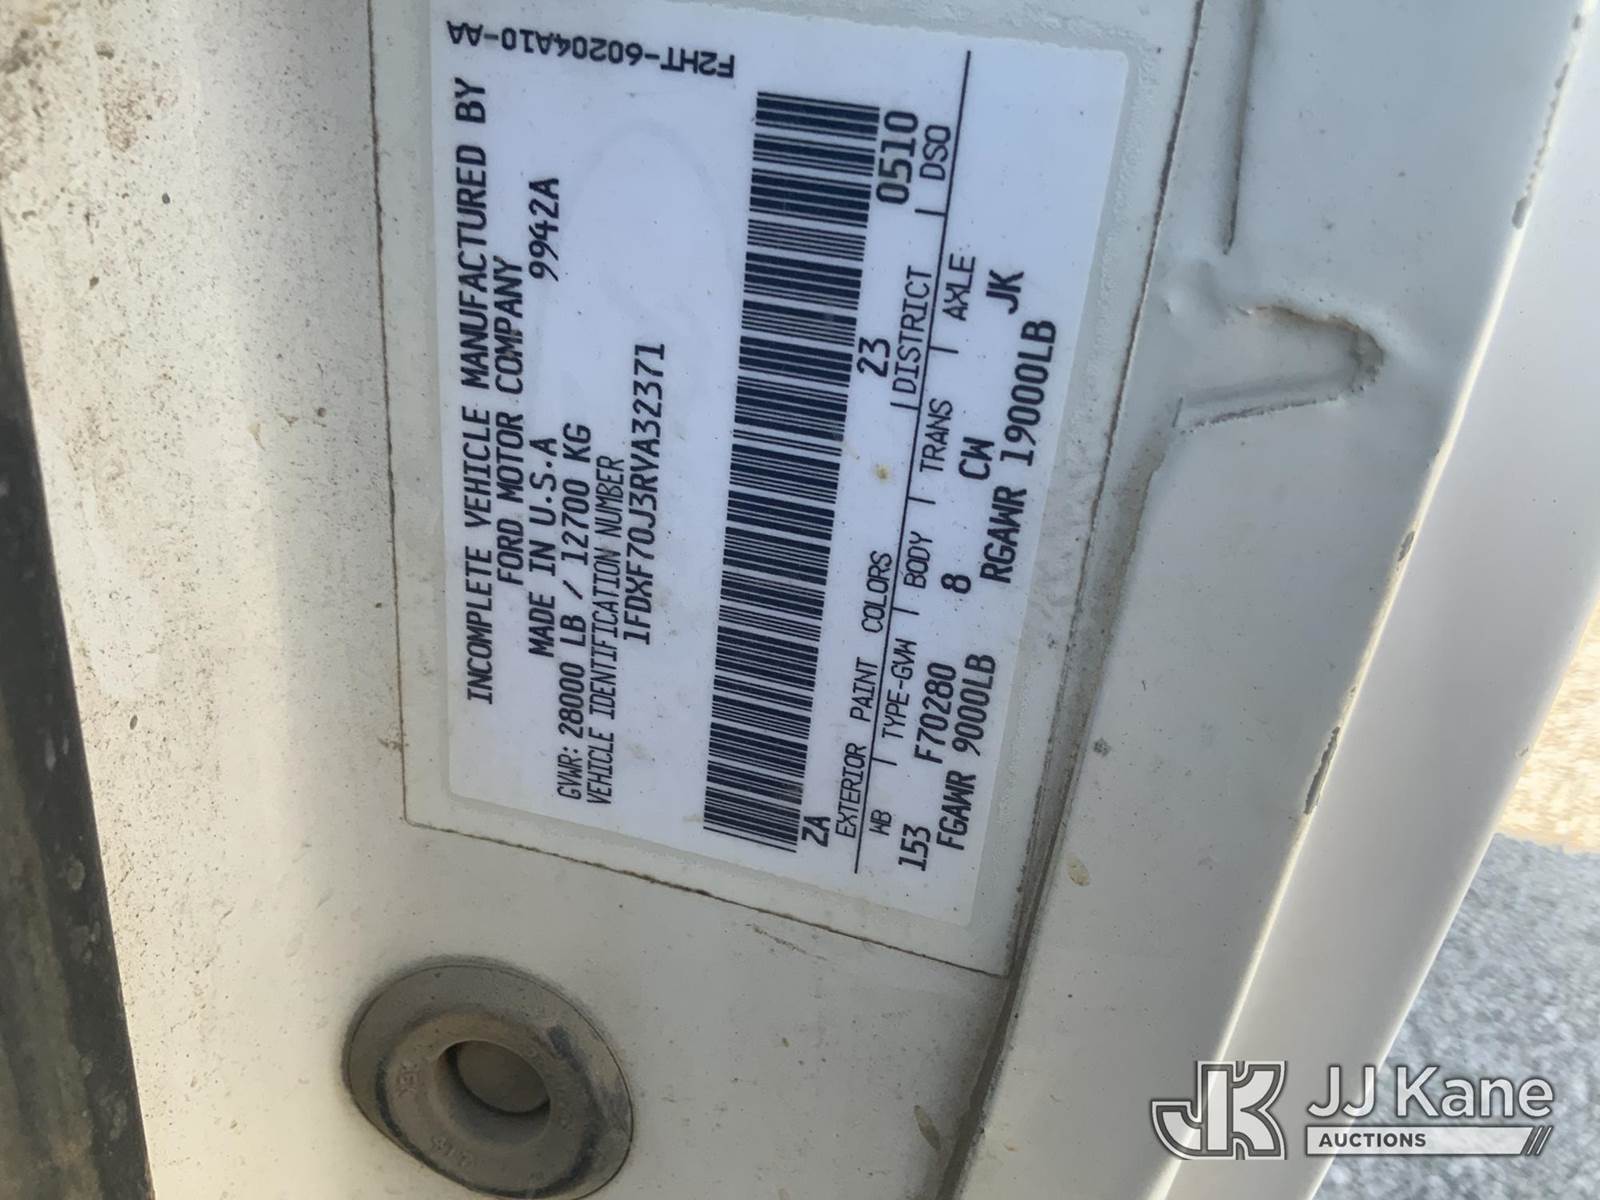 F2HT-60204A10-AA
INCOMPLETE VEHICLE MANUFACTURED BY
FORD MOTOR COMPANY
MADE IN U.S.A 9942A
GVWR: 28000 LB / 12700 KG
VEHICLE IDENTIFICATION NUMBER
1FDXF70J3RVA32371
ZA 23 0510
EXTERIOR PAINT COLORS DISTRICT DSO
WB TYPE-GVW BODY TRANS AXLE
153 F70280 8 CW JK
FGAWR 9000LB RGAWR 19000LB
JK JJ Kane
AUCTIONS